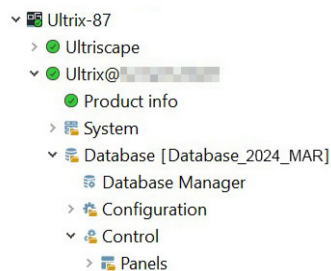 Ultrix-87
Ultriscape
Ultrix@
Product info
System
Database [Database_2024_MAR]
Database Manager
Configuration
Control
Panels